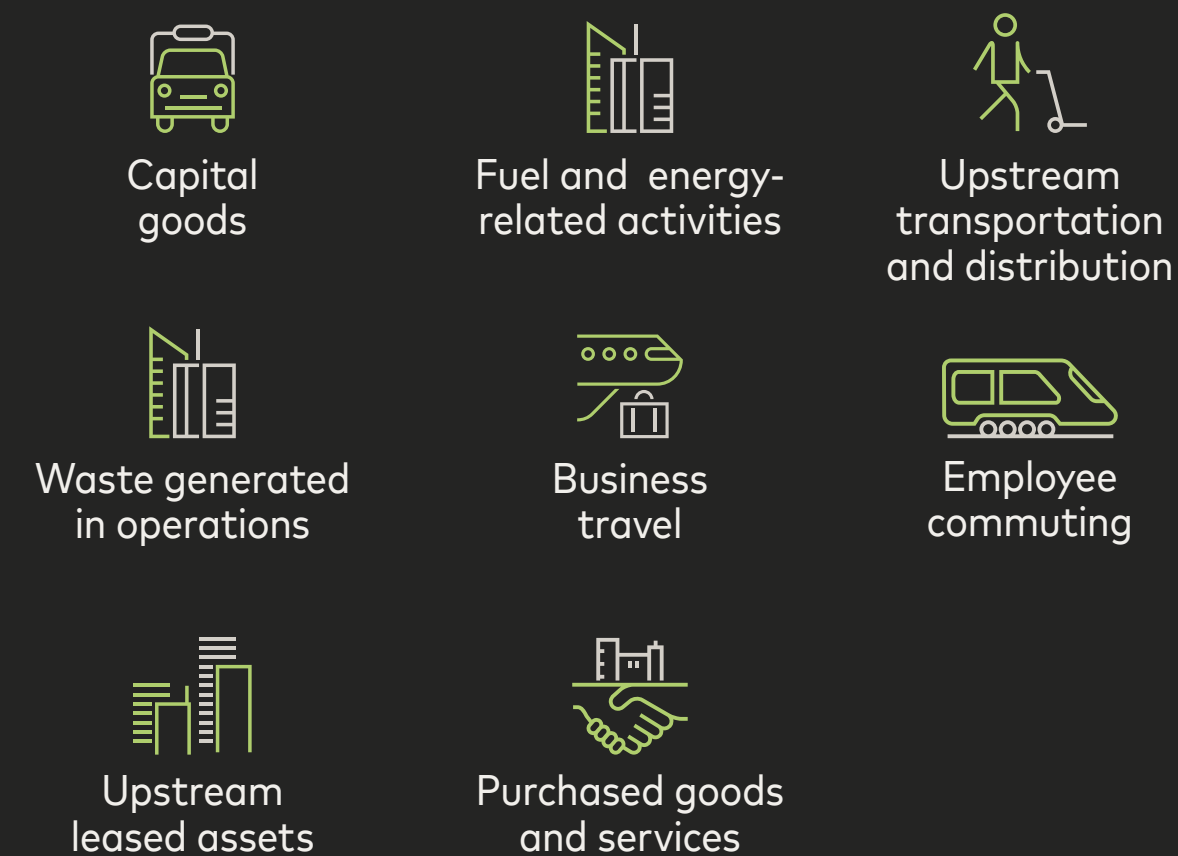 Capital
goods
Fuel and energy-
related activities
Upstream
transportation
and distribution
Waste generated
in operations
Business
travel
Employee
commuting
Upstream
leased assets
Purchased goods
and services